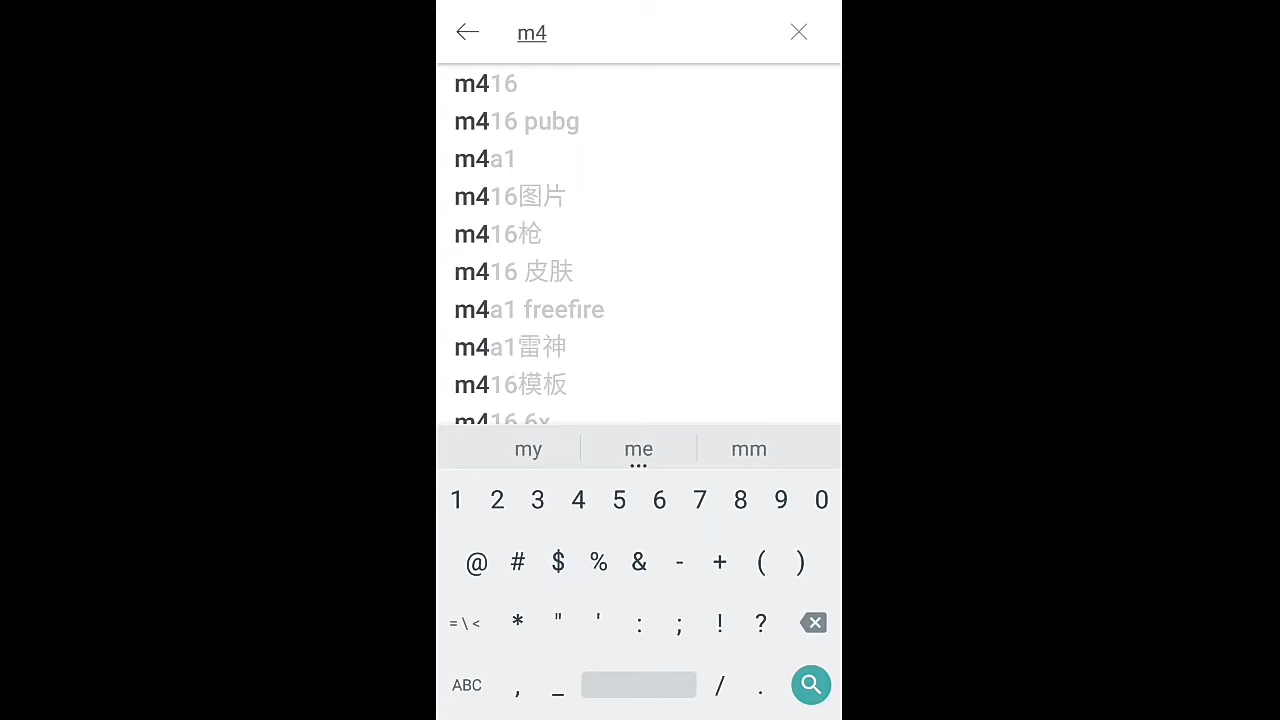 m4
m416
m416 pubg
m4a1
m416图片
m416枪
m416 皮肤
m4a1 freefire
m4a1雷神
m416模板
m416 6x
my me mm
1 2 3 4 5 6 7 8 9 0
@ # $ % & - + ( )
= \ < * " ' : ; ! ?
ABC , _ / .